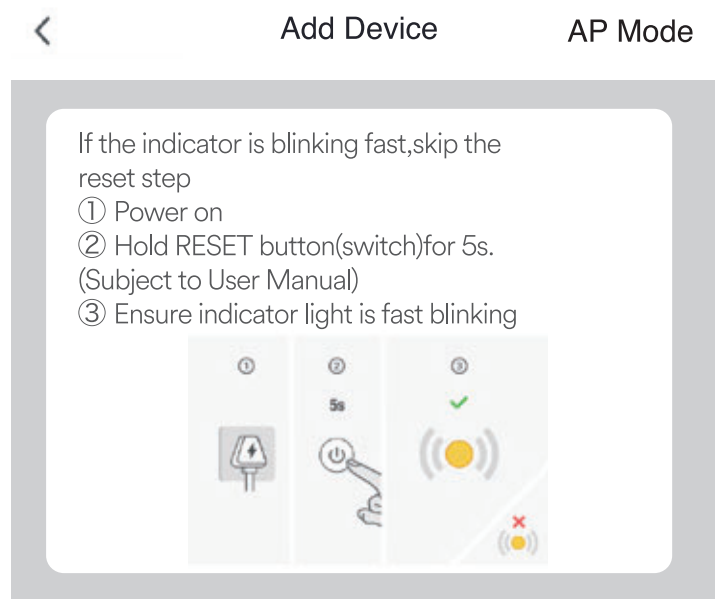 Add Device AP Mode
If the indicator is blinking fast,skip the
reset step
① Power on
② Hold RESET button(switch)for 5s.
(Subject to User Manual)
③ Ensure indicator light is fast blinking
① ② ③
5s